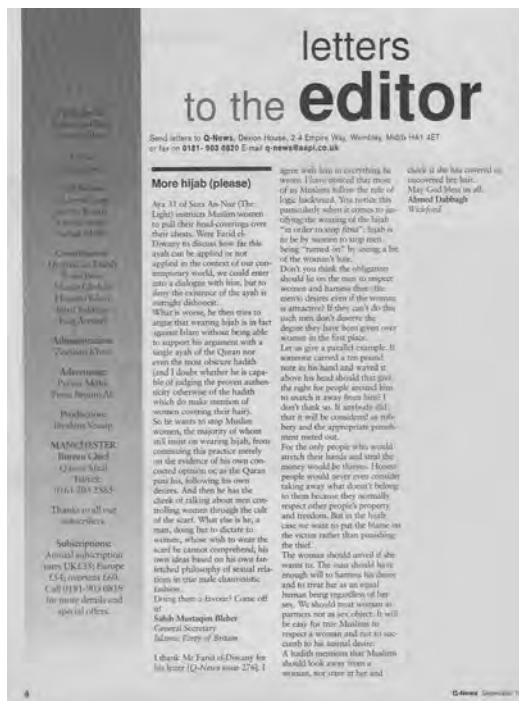 letters
to the editor
Send letters to Q-News, Dexion House, 2-4 Empire Way, Wembley, Middx HA1 4ET
or fax on 0181- 903 0820 E-mail q-news@aapi.co.uk
More hijab (please)
Aya 31 of Sura An-Nur (The
Light) instructs Muslim women
to pull their head-coverings over
their chests. Were Farid el-
Diwany to discuss how far this
ayah can be applied or not
applied in the context of our con-
temporary world, we could enter
into a dialogue with him, but to
deny the existence of the ayah is
outright dishonest.
What is worse, he then tries to
argue that wearing hijab is in fact
against Islam without being able
to support his argument with a
single ayah of the Quran nor
even the most obscure hadith
(and I doubt whether he is capa-
ble of judging the proven authen-
ticity otherwise of the hadith
which do make mention of
women covering their hair).
So he wants to stop Muslim
women, the majority of whom
still insist on wearing hijab, from
continuing this practice merely
on the evidence of his own con-
cocted opinion or, as the Quran
puts his, following his own
desires. And then he has the
cheek of talking about men con-
trolling women through the cult
of the scarf. What else is he, a
man, doing but to dictate to
women, whose wish to wear the
scarf he cannot comprehend, his
own ideas based on his own far-
fetched philosophy of sexual rela-
tions in true male chauvinistic
fashion.
Doing them a favour? Come off
it!
Sahib Mustaqim Bleher
General Secretary
Islamic Party of Britain
I thank Mr Farid el-Diwany for
his letter [Q-News issue 276]. I
agree with him in everything he
wrote. I have noticed that most
of us Muslims follow the rule of
logic backward. You notice this
particularly when it comes to jus-
tifying the wearing of the hijab
"in order to stop fitna": hijab is
to be by women to stop men
being "turned on" by seeing a bit
of the woman's hair.
Don't you think the obligation
should lie on the men to respect
women and harness their (the
men's) desires even if the woman
is attractive? If they can't do this
such men don't deserve the
degree they have been given over
women in the first place.
Let us give a parallel example. If
someone carried a ten pound
note in his hand and waved it
above his head should that give
the right for people around him
to snatch it away from him? I
don't think so. If anybody did
that it will be considered as rob-
bery and the appropriate punish-
ment meted out.
For the only people who would
stretch their hands and steal the
money would be thieves. Honest
people would never even consider
taking away what doesn't belong
to them because they normally
respect other people's property
and freedom. But in the hijab
case we want to put the blame on
the victim rather than punishing
the thief.
The woman should unveil if she
wants to. The man should have
enough will to harness his desire
and to treat her as an equal
human being regardless of her
sex. We should treat woman as
partners not as sex object. It will
be easy for true Muslims to
respect a woman and not to suc-
cumb to his animal desire.
A hadith mentions that Muslims
should look away from a
woman, nor stare at her and
check if she has covered or
uncovered her hair.
May God bless us all.
Ahmed Dabbagh
Wickford
Administration:
Advertising:
Production:
MANCHESTER
Bureau Chief
Thanks to all our
subscribers.
Subscriptions:
Annual subscription
rates UK £35; Europe
Call 0181-903 0819
for more details and
special offers.
Q-News